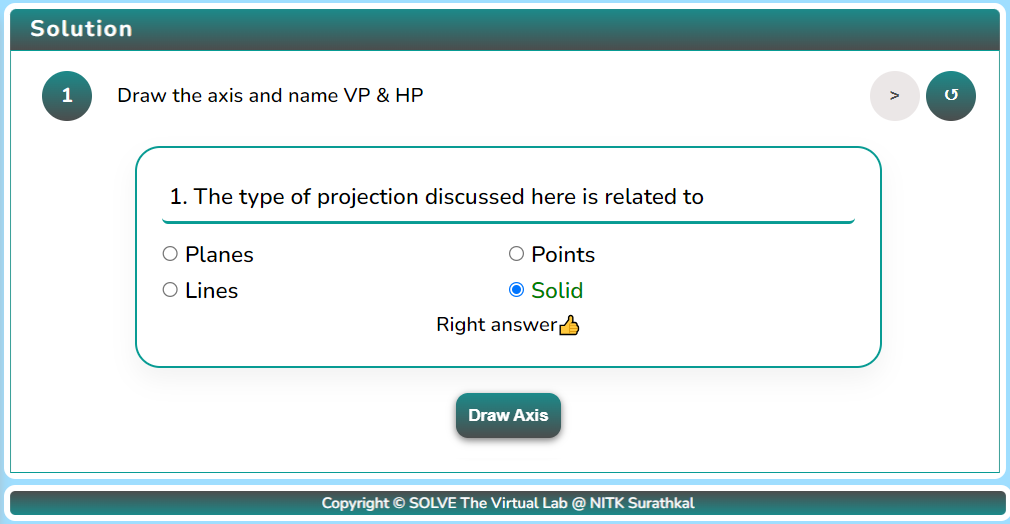 Solution
1 Draw the axis and name VP & HP > ↺
1. The type of projection discussed here is related to
Planes Points
Lines Solid
Right answer👍
Draw Axis
Copyright © SOLVE The Virtual Lab @ NITK Surathkal